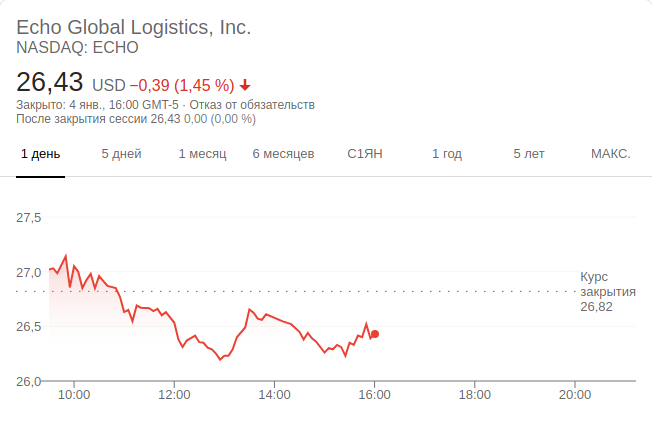 Echo Global Logistics, Inc.
NASDAQ: ECHO
26,43 USD −0,39 (1,45 %)
Закрыто: 4 янв., 16:00 GMT-5 · Отказ от обязательств
После закрытия сессии 26,43 0,00 (0,00 %)
1 день 5 дней 1 месяц 6 месяцев С1ЯН 1 год 5 лет МАКС.
27,5
27,0
Курс
закрытия
26,82
26,5
26,0
10:00 12:00 14:00 16:00 18:00 20:00